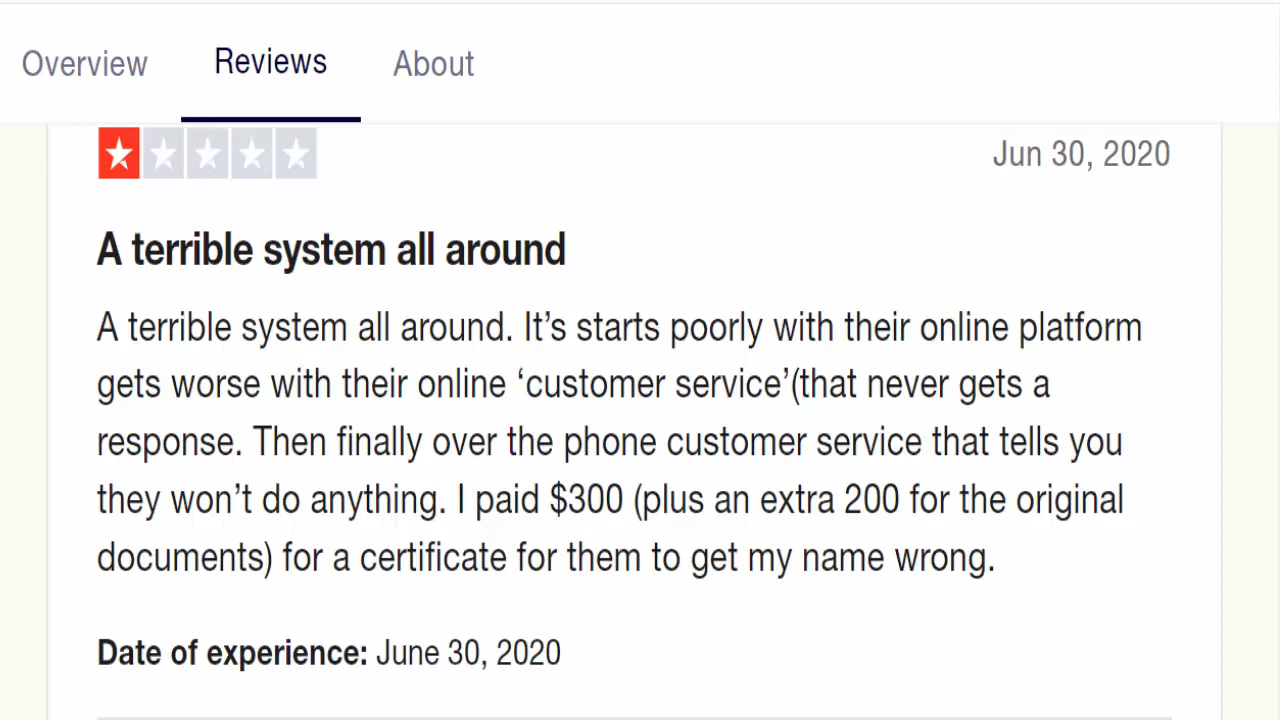 Overview Reviews About
Jun 30, 2020
A terrible system all around
A terrible system all around. It’s starts poorly with their online platform
gets worse with their online ‘customer service’(that never gets a
response. Then finally over the phone customer service that tells you
they won’t do anything. I paid $300 (plus an extra 200 for the original
documents) for a certificate for them to get my name wrong.
Date of experience: June 30, 2020